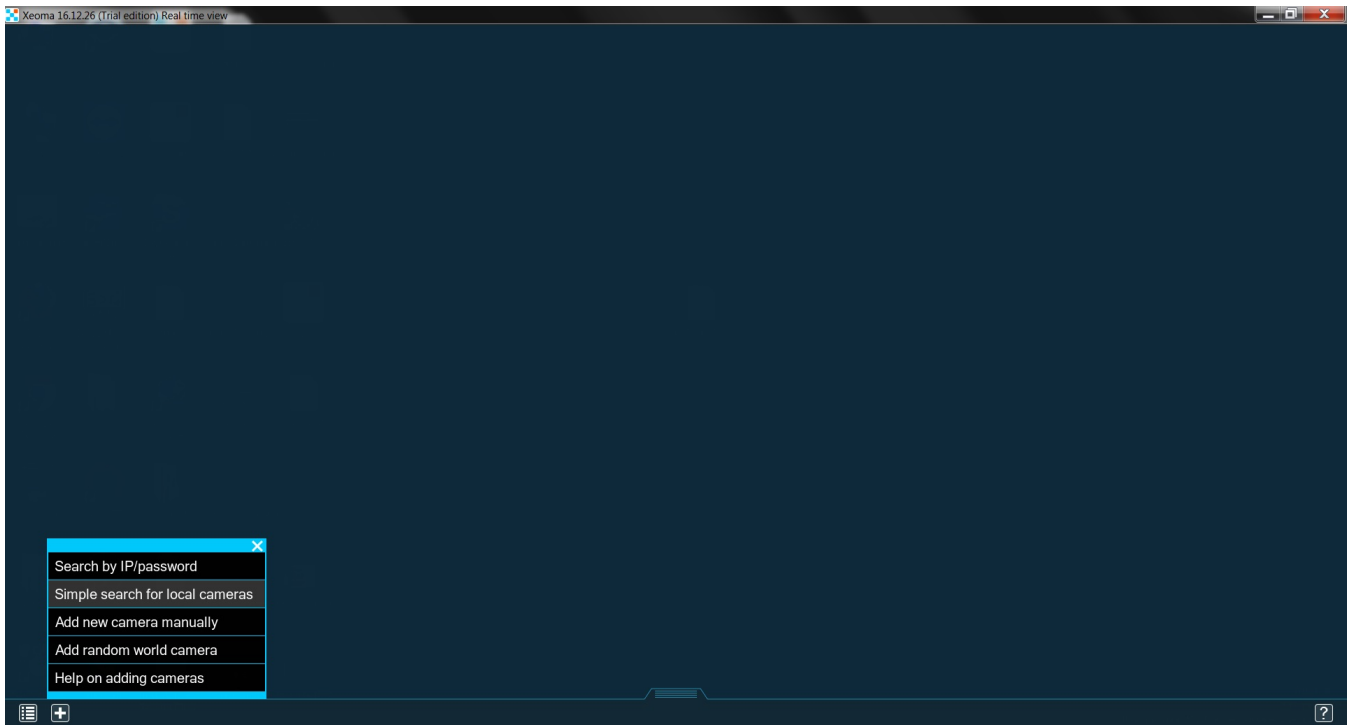 Xeoma 16.12.26 (Trial edition) Real time view
Search by IP/password
Simple search for local cameras
Add new camera manually
Add random world camera
Help on adding cameras
?